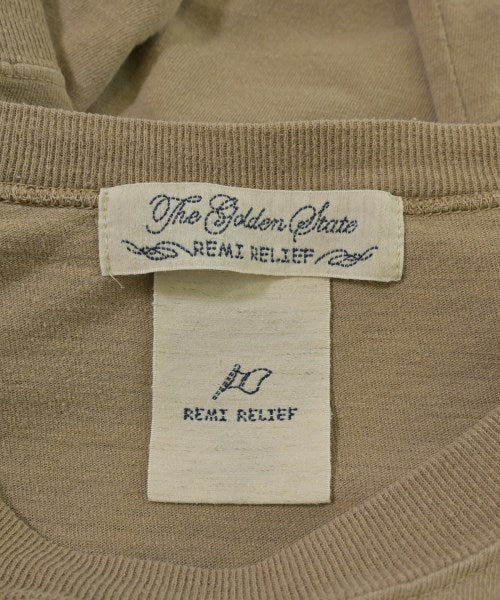 The Golden State
REMI RELIEF
REMI RELIEF